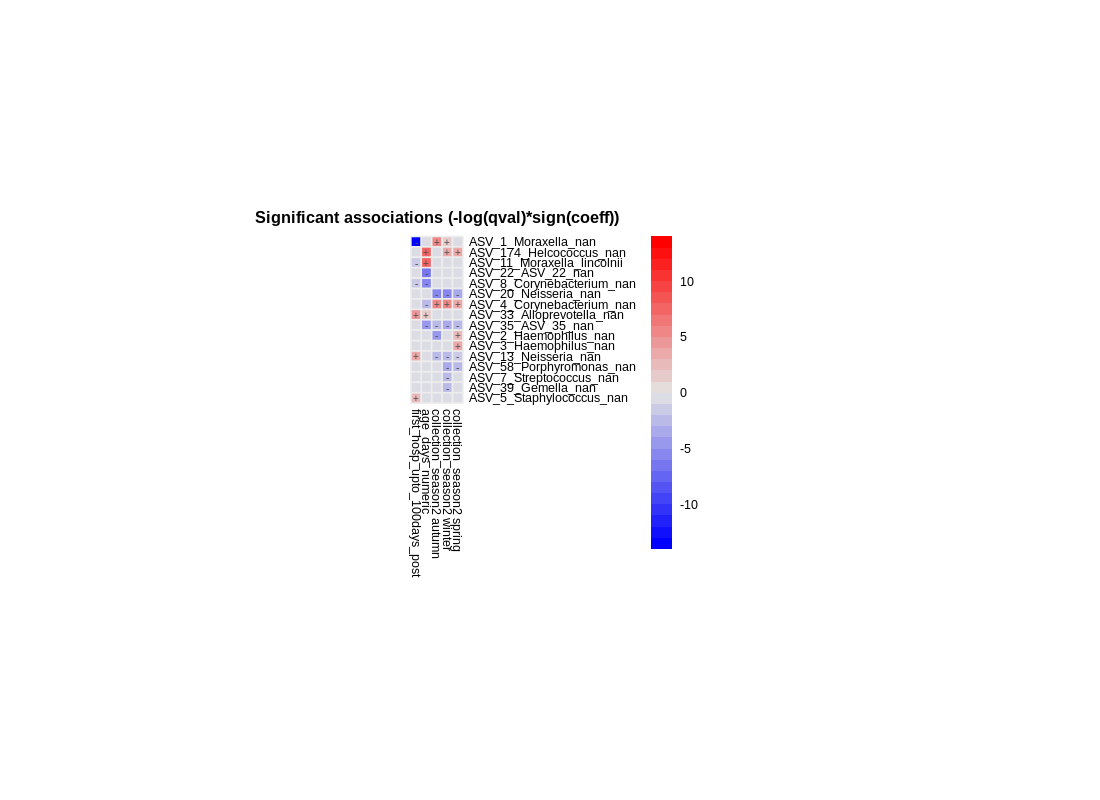 Significant associations (-log(qval)*sign(coeff))
- + + ASV_1_Moraxella_nan
+ + + ASV_174_Helcococcus_nan
- + ASV_11_Moraxella_lincolnii
- ASV_22_ASV_22_nan
- - ASV_8_Corynebacterium_nan
- - - ASV_20_Neisseria_nan
- + + + ASV_4_Corynebacterium_nan
+ + ASV_33_Alloprevotella_nan
- - - - ASV_35_ASV_35_nan
- + ASV_2_Haemophilus_nan
+ ASV_3_Haemophilus_nan
+ - - - ASV_13_Neisseria_nan
- - ASV_58_Porphyromonas_nan
- ASV_7_Streptococcus_nan
- ASV_39_Gemella_nan
+ ASV_5_Staphylococcus_nan
first_hosp_upto_100days_post
age_days_numeric
collection_season2 autumn
collection_season2 winter
collection_season2 spring
10
5
0
-5
-10